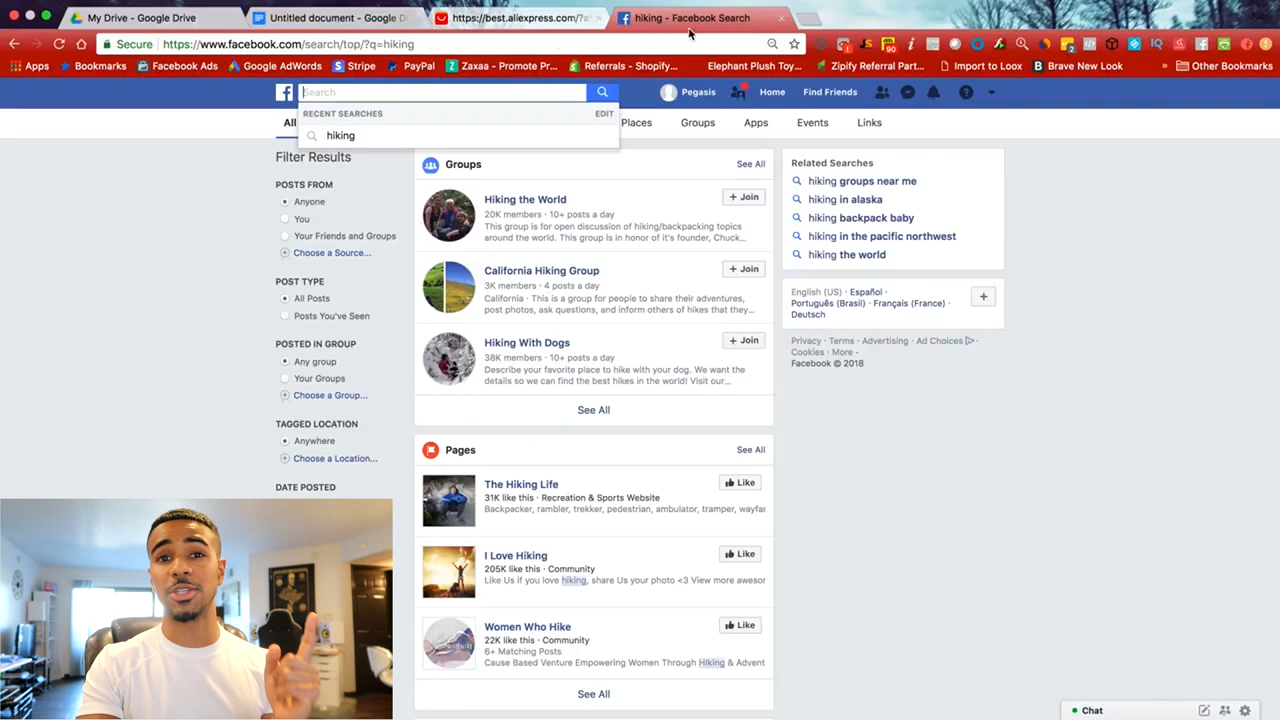 My Drive - Google Drive
Untitled document - Google D
https://best.aliexpress.com/?a
hiking - Facebook Search
Secure
https://www.facebook.com/search/top/?q=hiking
Apps
Bookmarks
Facebook Ads
Google AdWords
Stripe
PayPal
Zaxaa - Promote Pr...
Referrals - Shopify...
Elephant Plush Toy...
Zipify Referral Part...
Import to Loox
Brave New Look
»
Other Bookmarks
Search
Pegasis
Home
Find Friends
RECENT SEARCHES
EDIT
hiking
All
Places
Groups
Apps
Events
Links
Filter Results
POSTS FROM
Anyone
You
Your Friends and Groups
Choose a Source...
POST TYPE
All Posts
Posts You've Seen
POSTED IN GROUP
Any group
Your Groups
Choose a Group...
TAGGED LOCATION
Anywhere
Choose a Location...
DATE POSTED
Groups
See All
Hiking the World
+ Join
20K members · 10+ posts a day
This group is for open discussion of hiking/backpacking topics
around the world. This group is in honor of it's founder, Chuck...
California Hiking Group
+ Join
3K members · 4 posts a day
California · This is a group for people to share their adventures,
post photos, ask questions, and inform others of hikes that they...
Hiking With Dogs
+ Join
38K members · 10+ posts a day
Describe your favorite place to hike with your dog. We want the
details so we can find the best hikes in the world! Visit our...
See All
Pages
See All
The Hiking Life
Like
31K like this · Recreation & Sports Website
Backpacker, rambler, trekker, pedestrian, ambulator, tramper, wayfar
I Love Hiking
Like
205K like this · Community
Like Us if you love hiking, share Us your photo <3 View more awesor
Women Who Hike
Like
22K like this · Community
6+ Matching Posts
Cause Based Venture Empowering Women Through Hiking & Advent
See All
Related Searches
hiking groups near me
hiking in alaska
hiking backpack baby
hiking in the pacific northwest
hiking the world
English (US) · Español ·
Português (Brasil) · Français (France) ·
Deutsch
+
Privacy · Terms · Advertising · Ad Choices ·
Cookies · More
Facebook © 2018
Chat